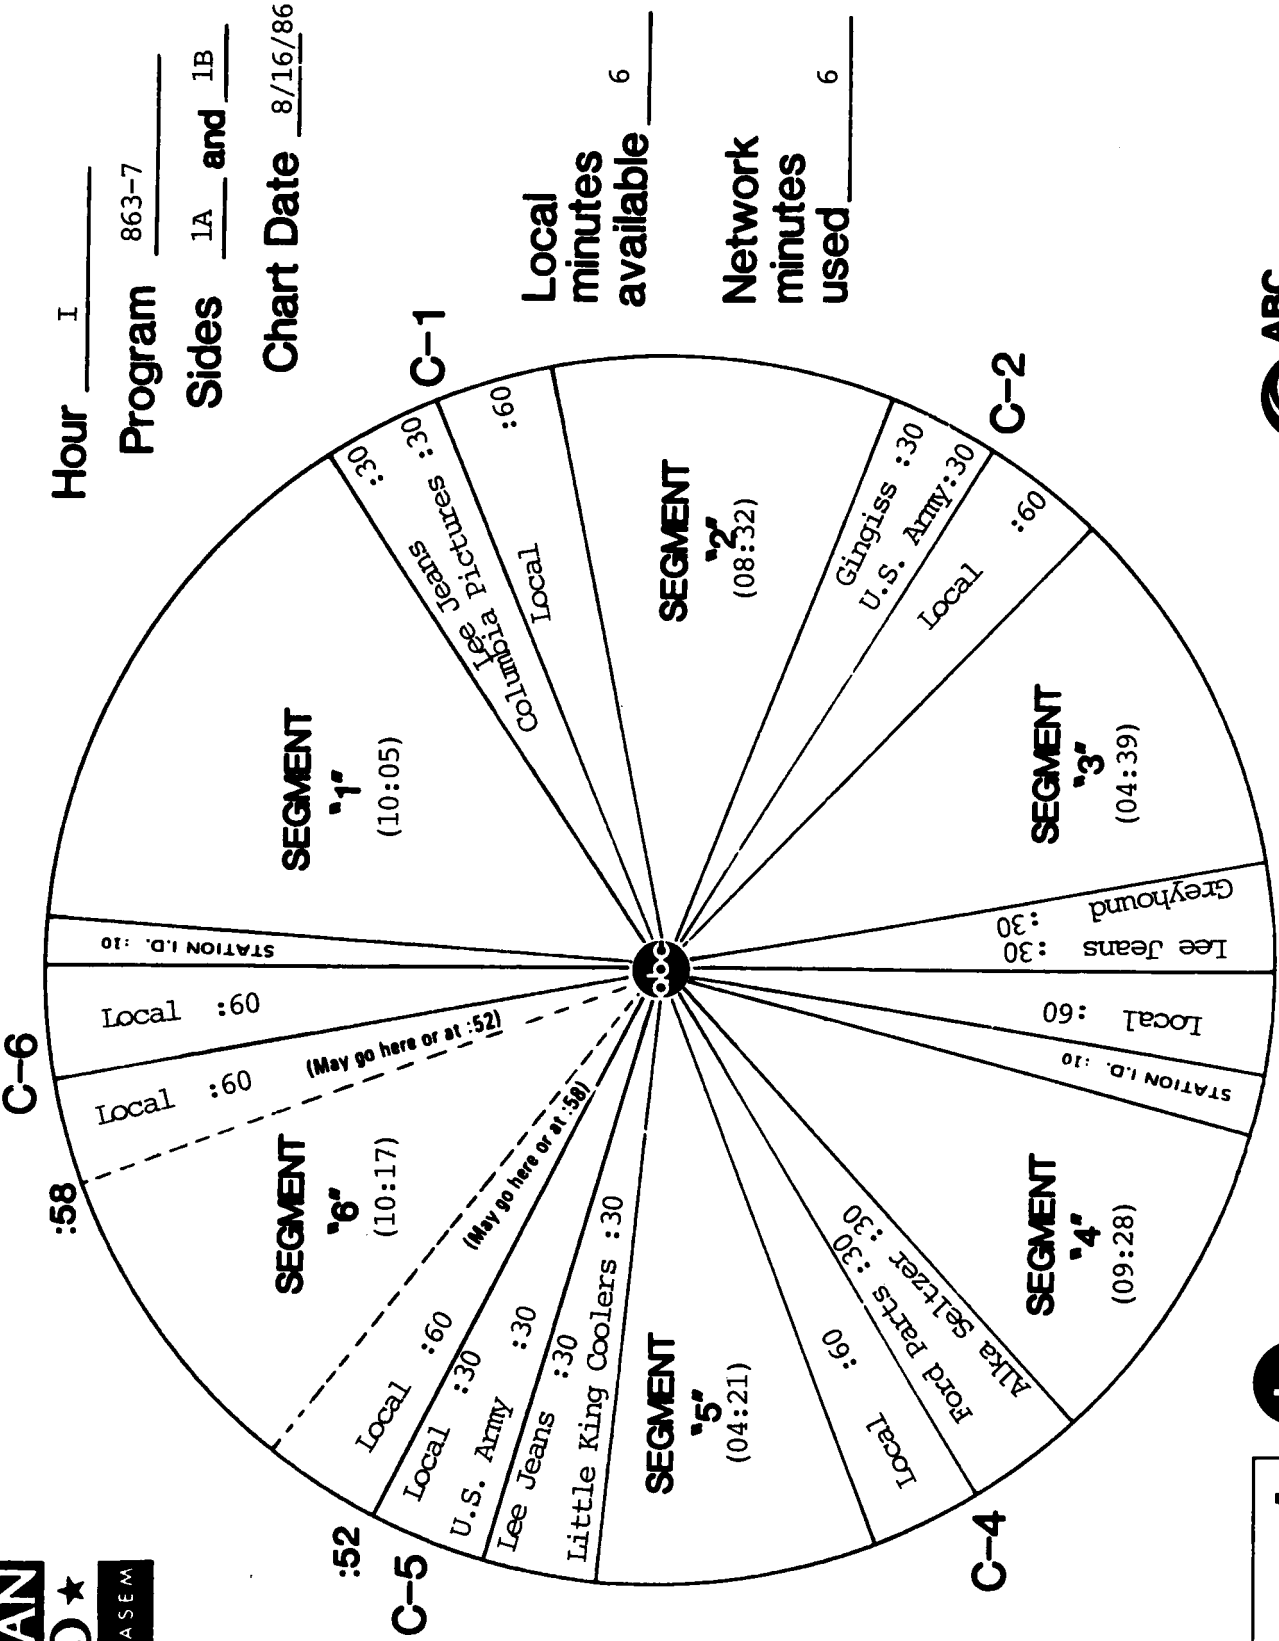 Hour I
Program 863-7
Sides 1A and 1B
Chart Date 8/16/86
Local
minutes
available 6
Network
minutes
used 6
SEGMENT
"1"
(10:05)
Lee Jeans :30
Columbia Pictures :30
C-1
Local :60
SEGMENT
"2"
(08:32)
Gingiss :30
U.S. Army :30
C-2
Local :60
SEGMENT
"3"
(04:39)
Greyhound :30
Lee Jeans :30
Local :60
STATION I.D. :10
SEGMENT
"4"
(09:28)
Alka Seltzer :30
Ford Parts :30
C-4
Local :60
SEGMENT
"5"
(04:21)
Little King Coolers :30
Lee Jeans :30
U.S. Army :30
Local :30
C-5
:52
Local :60
(May go here or at :58)
SEGMENT
"6"
(10:17)
:58
(May go here or at :52)
Local :60
C-6
Local :60
STATION I.D. :10
abc
ABC